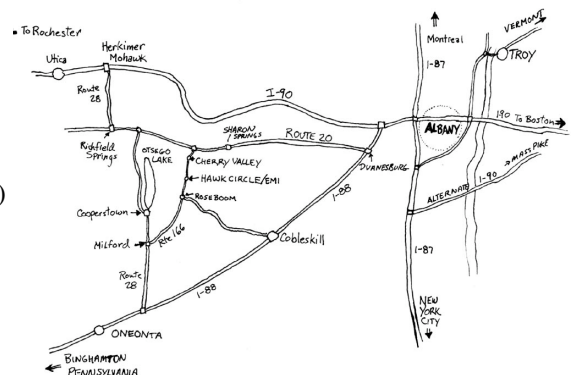 To Rochester
Utica
Herkimer
Mohawk
Route
28
I-90
Montreal
I-87
VERMONT
TROY
ALBANY
190 To Boston
Richfield
Springs
OTSEGO
LAKE
SHARON
SPRINGS
ROUTE 20
CHERRY VALLEY
HAWK CIRCLE/EMI
ROSEBOOM
DUANESBURG
I-88
ALTERNATE I-90
MASSPIKE
Cooperstown
Milford
Rte 166
Cobleskill
Route
28
I-88
I-87
ONEONTA
NEW
YORK
CITY
BINGHAMTON
PENNSYLVANIA
)